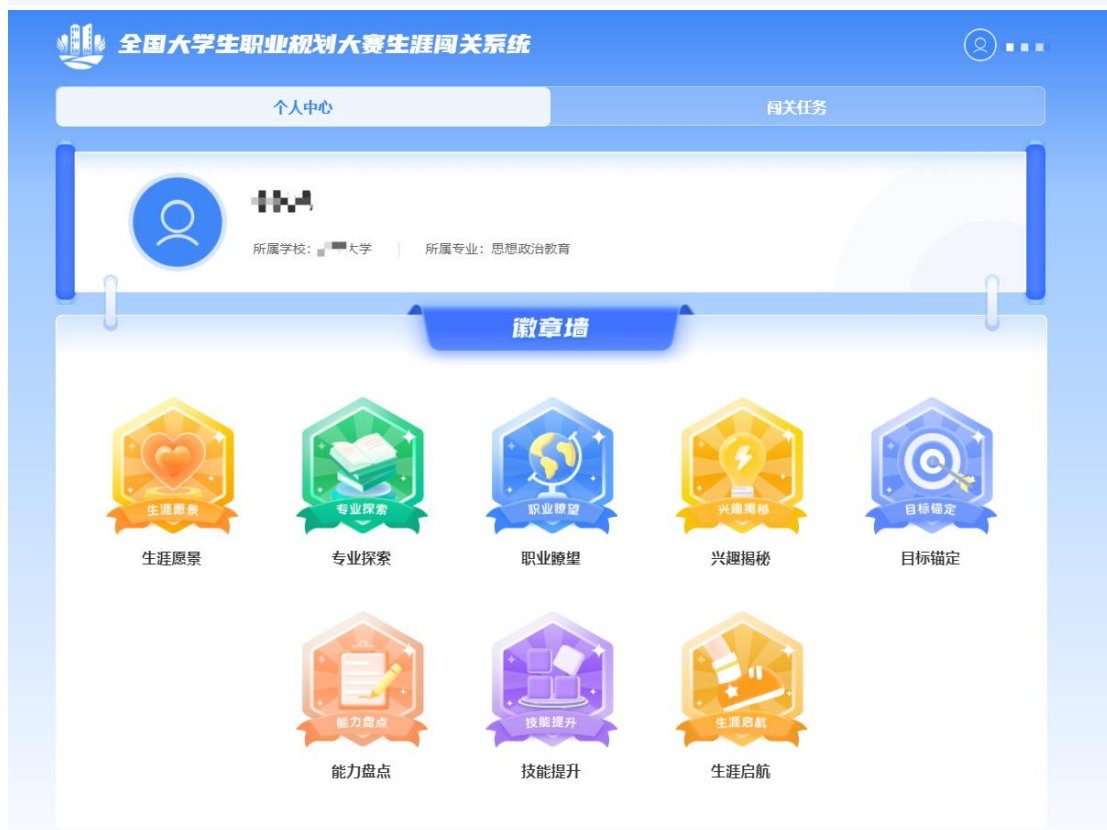 全国大学生职业规划大赛生涯闯关系统
个人中心 闯关任务
所属学校： 大学 所属专业：思想政治教育
徽章墙
生涯愿景 专业探索 职业瞭望 兴趣揭秘 目标锚定
生涯愿景 专业探索 职业瞭望 兴趣揭秘 目标锚定
能力盘点 技能提升 生涯启航
能力盘点 技能提升 生涯启航